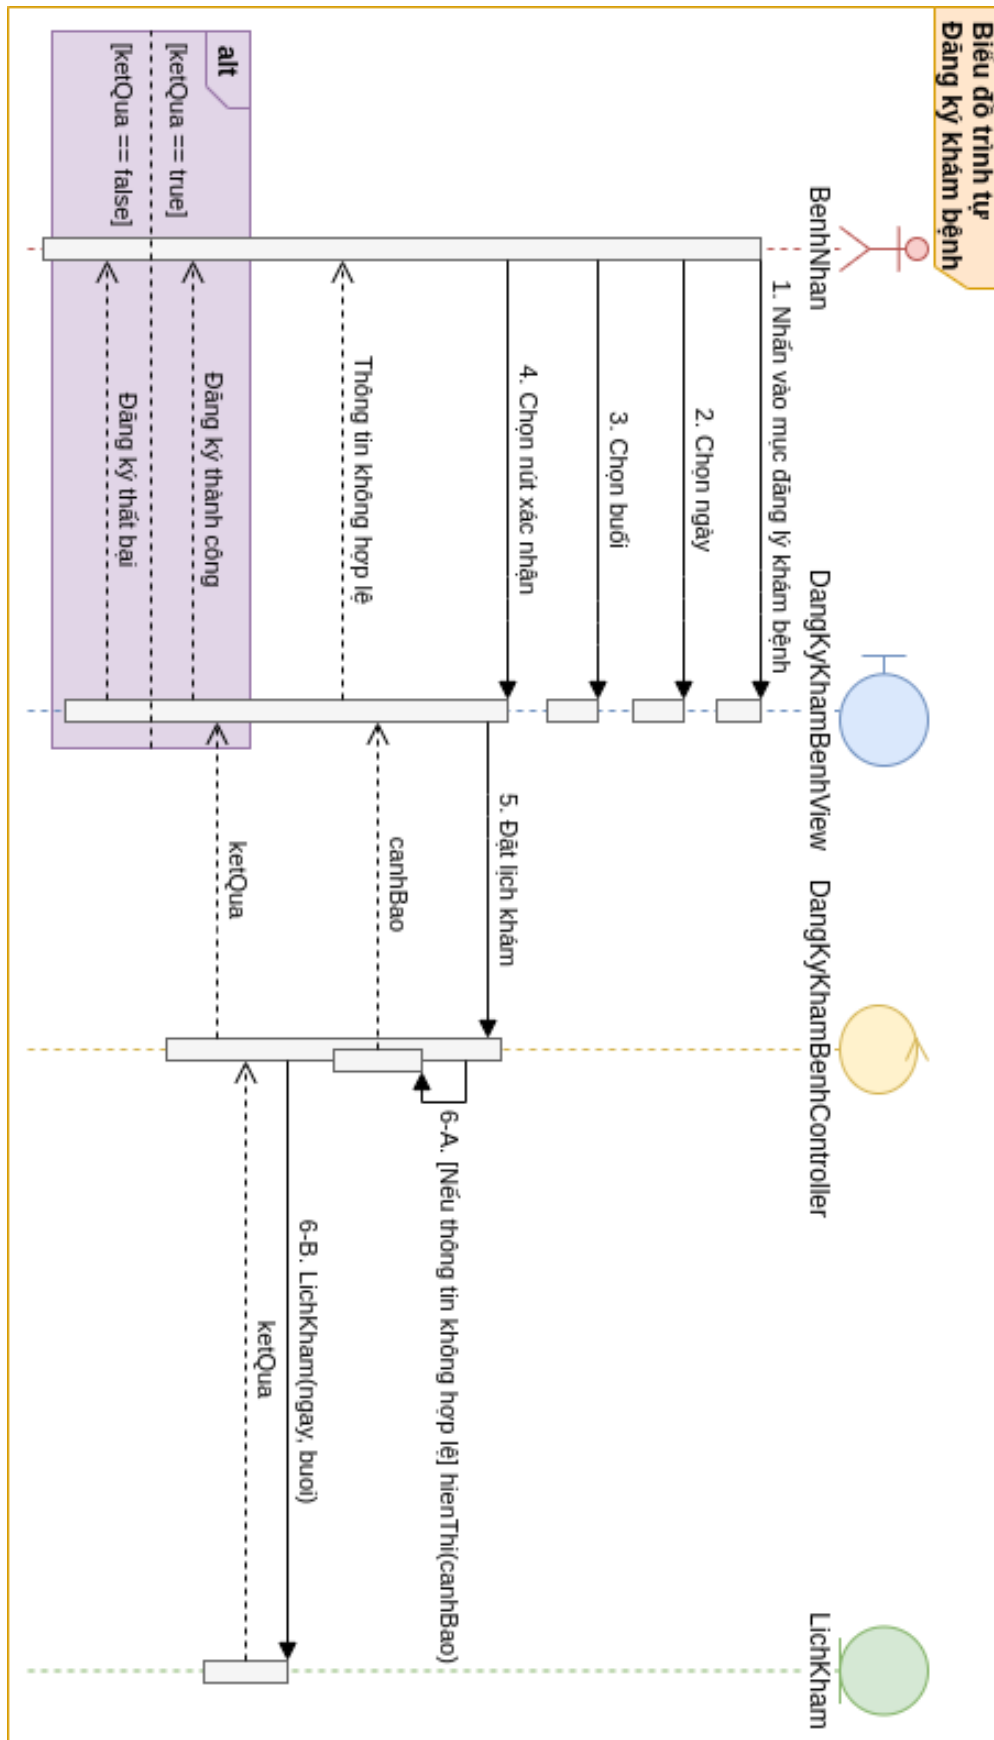 Biểu đồ trình tự
Đăng ký khám bệnh
BenhNhan
DangKyKhamBenhView
DangKyKhamBenhController
LichKham
1. Nhấn vào mục đăng lý khám bệnh
2. Chọn ngày
3. Chọn buổi
4. Chọn nút xác nhận
5. Đặt lịch khám
6-A. [Nếu thông tin không hợp lệ] hienThi(canhBao)
canhBao
Thông tin không hợp lệ
6-B. LichKham(ngay, buoi)
ketQua
ketQua
alt
[ketQua == true]
Đăng ký thành công
[ketQua == false]
Đăng ký thất bại